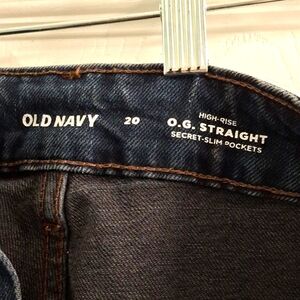 OLD NAVY
20
HIGH-RISE
O.G. STRAIGHT
SECRET-SLIM POCKETS